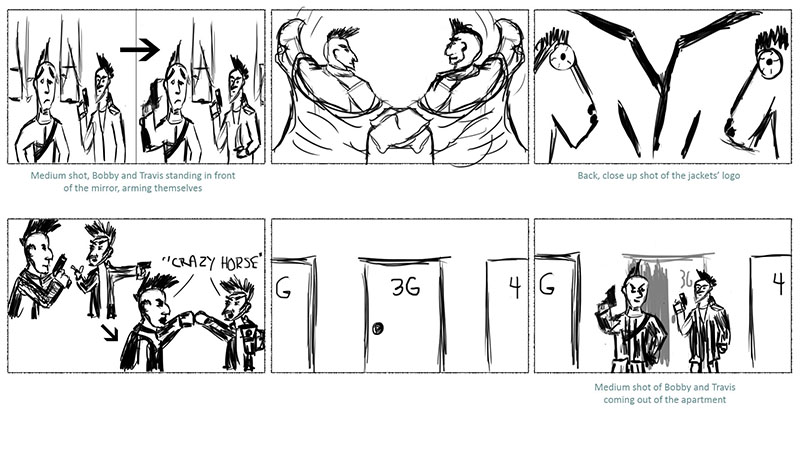 Medium shot, Bobby and Travis standing in front
of the mirror, arming themselves
Back, close up shot of the jackets' logo
"CRAZY HORSE"
G
3G
4
G
3G
4
Medium shot of Bobby and Travis
coming out of the apartment